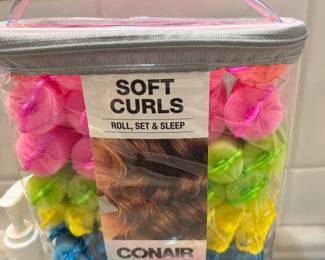 SOFT
CURLS
ROLL, SET & SLEEP
CONAIR